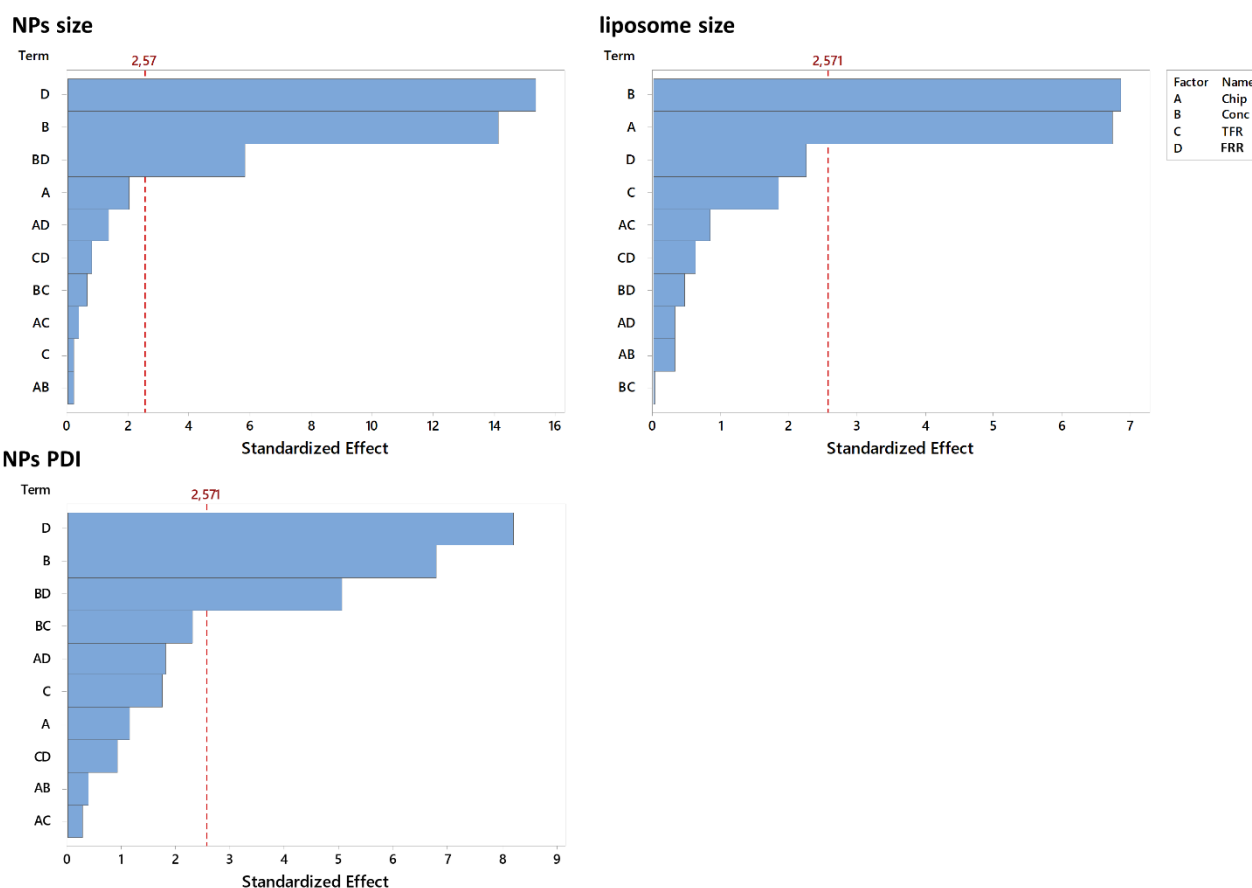 NPs size
Term
2,57
D
B
BD
A
AD
CD
BC
AC
C
AB
0 2 4 6 8 10 12 14 16
Standardized Effect
liposome size
Term
2,571
B
A
D
C
AC
CD
BD
AD
AB
BC
0 1 2 3 4 5 6 7
Standardized Effect
Factor Name
A Chip
B Conc
C TFR
D FRR
NPs PDI
Term
2,571
D
B
BD
BC
AD
C
A
CD
AB
AC
0 1 2 3 4 5 6 7 8 9
Standardized Effect